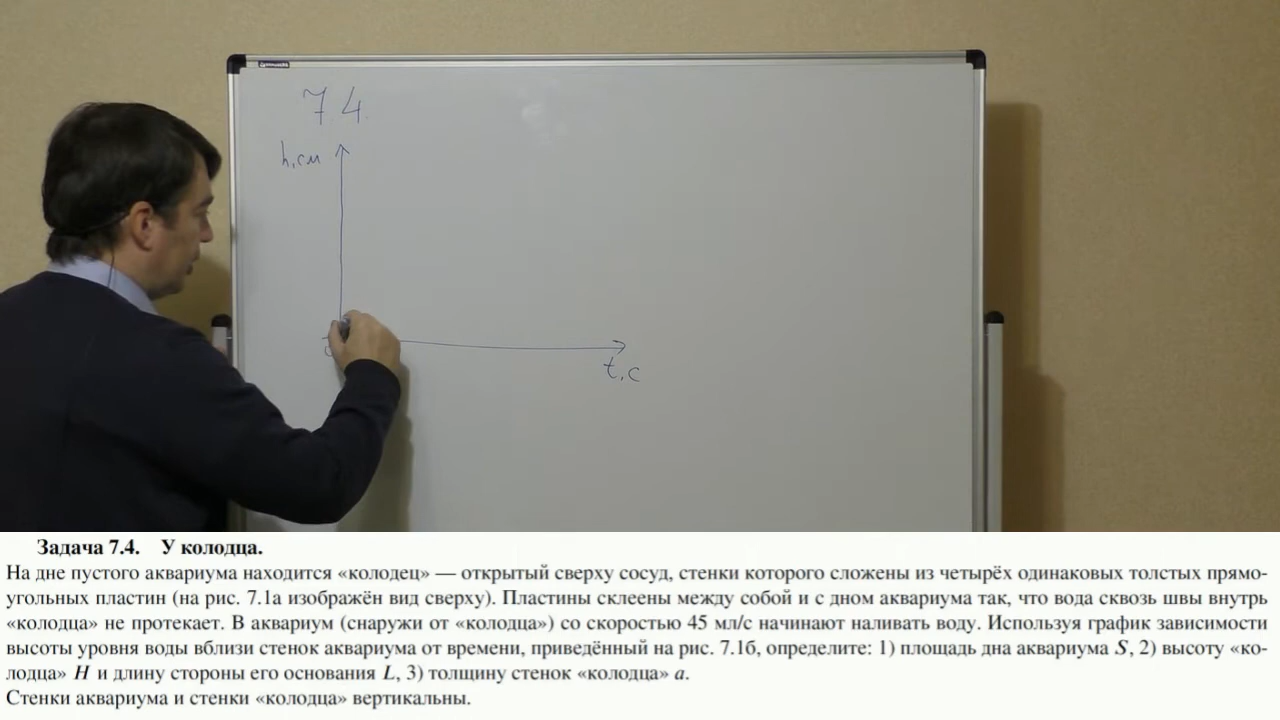 7.4
h, см
t, с
Задача 7.4. У колодца.
На дне пустого аквариума находится «колодец» — открытый сверху сосуд, стенки которого сложены из четырёх одинаковых толстых прямо-
угольных пластин (на рис. 7.1а изображён вид сверху). Пластины склеены между собой и с дном аквариума так, что вода сквозь швы внутрь
«колодца» не протекает. В аквариум (снаружи от «колодца») со скоростью 45 мл/с начинают наливать воду. Используя график зависимости
высоты уровня воды вблизи стенок аквариума от времени, приведённый на рис. 7.1б, определите: 1) площадь дна аквариума S, 2) высоту «ко-
лодца» H и длину стороны его основания L, 3) толщину стенок «колодца» a.
Стенки аквариума и стенки «колодца» вертикальны.